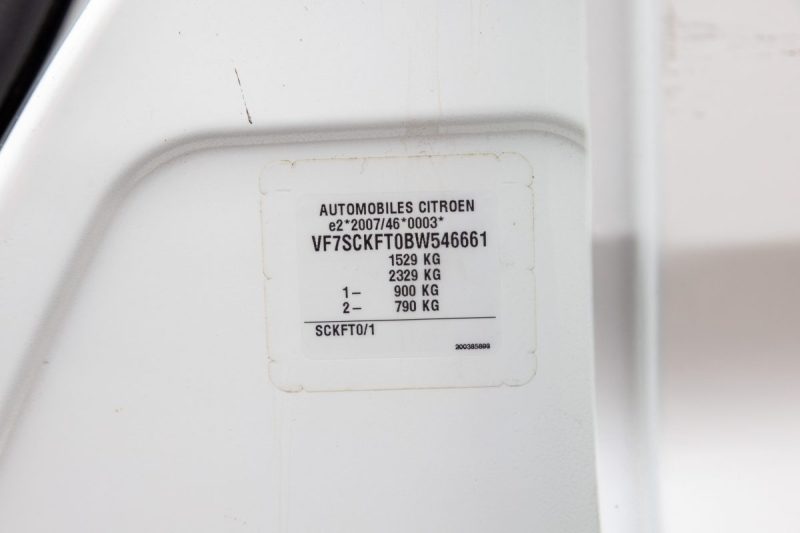 AUTOMOBILES CITROEN
e2*2007/46*0003*
VF7SCKFT0BW546661
1529 KG
2329 KG
1– 900 KG
2– 790 KG
SCKFT0/1
200385899